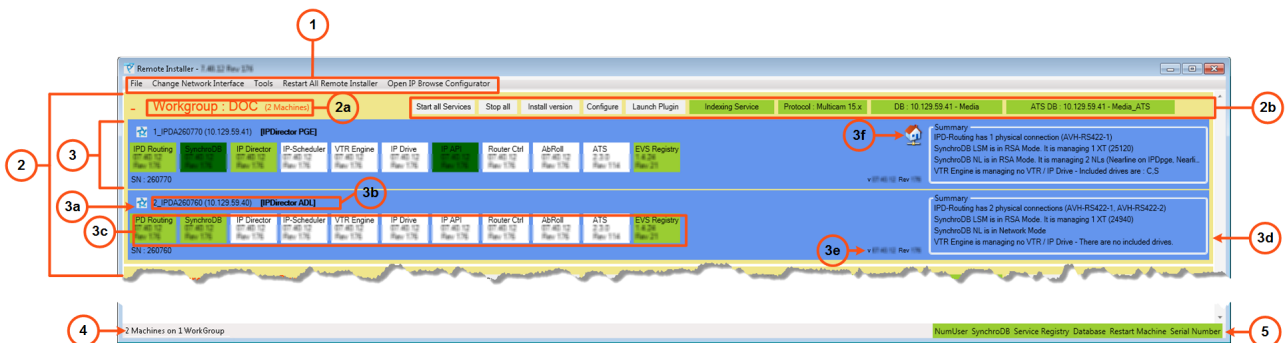 1
Remote Installer -
File Change Network Interface Tools Restart All Remote Installer Open IP Browse Configurator
Workgroup : DOC (2 Machines)
2a
Start all Services Stop all Install version Configure Launch Plugin Indexing Service Protocol : Multicam 15.x DB : 10.129.59.41 - Media ATS DB : 10.129.59.41 - Media_ATS
2b
2
3
1_IPDA260770 (10.129.59.41) [IPDirector PGE]
IPD Routing SynchroDB IP Director IP-Scheduler VTR Engine IP Drive IP API Router Ctrl AbRoll ATS EVS Registry
SN : 260770
3f
Summary
IPD-Routing has 1 physical connection (AVH-RS422-1)
SynchroDB LSM is in RSA Mode. It is managing 1 XT (25120)
SynchroDB NL is in RSA Mode. It is managing 2 NLs (Nearline on IPDpge, Nearli..
VTR Engine is managing no VTR / IP Drive - Included drives are : C.S
3a
2_IPDA260760 (10.129.59.40) [IPDirector ADL]
3b
3c
PD Routing SynchroDB IP Director IP-Scheduler VTR Engine IP Drive IP API Router Ctrl AbRoll ATS EVS Registry
SN : 260760
3e
Summary
IPD-Routing has 2 physical connections (AVH-RS422-1, AVH-RS422-2)
SynchroDB LSM is in RSA Mode. It is managing 1 XT (24940)
SynchroDB NL is in Network Mode
VTR Engine is managing no VTR / IP Drive - There are no included drives.
3d
4
2 Machines on 1 WorkGroup
NumUser SynchroDB Service Registry Database Restart Machine Serial Number
5